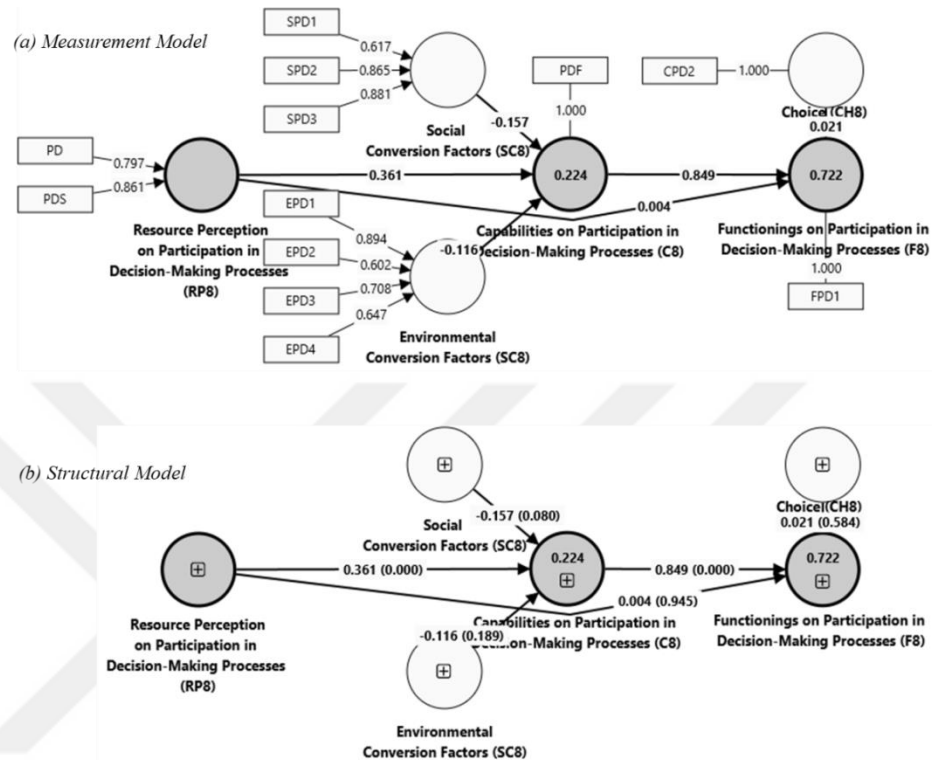 (a) Measurement Model
SPD1
0.617
SPD2
0.865
SPD3
0.881
PDF
1.000
CPD2
1.000
Choice (CH8)
0.021
Social
Conversion Factors (SC8)
-0.157
PD
0.797
PDS
0.861
0.361
0.224
0.849
0.722
0.004
Resource Perception
on Participation in
Decision-Making Processes
(RP8)
EPD1
0.894
EPD2
0.602
EPD3
0.708
EPD4
0.647
-0.116
Capabilities on Participation in
Decision-Making Processes (C8)
Functionings on Participation in
Decision-Making Processes (F8)
1.000
FPD1
Environmental
Conversion Factors (SC8)
(b) Structural Model
Social
Conversion Factors (SC8)
-0.157 (0.080)
Choice (CH8)
0.021 (0.584)
0.361 (0.000)
0.224
0.849 (0.000)
0.722
0.004 (0.945)
Resource Perception
on Participation in
Decision-Making Processes
(RP8)
-0.116 (0.189)
Capabilities on Participation in
Decision-Making Processes (C8)
Functionings on Participation in
Decision-Making Processes (F8)
Environmental
Conversion Factors (SC8)